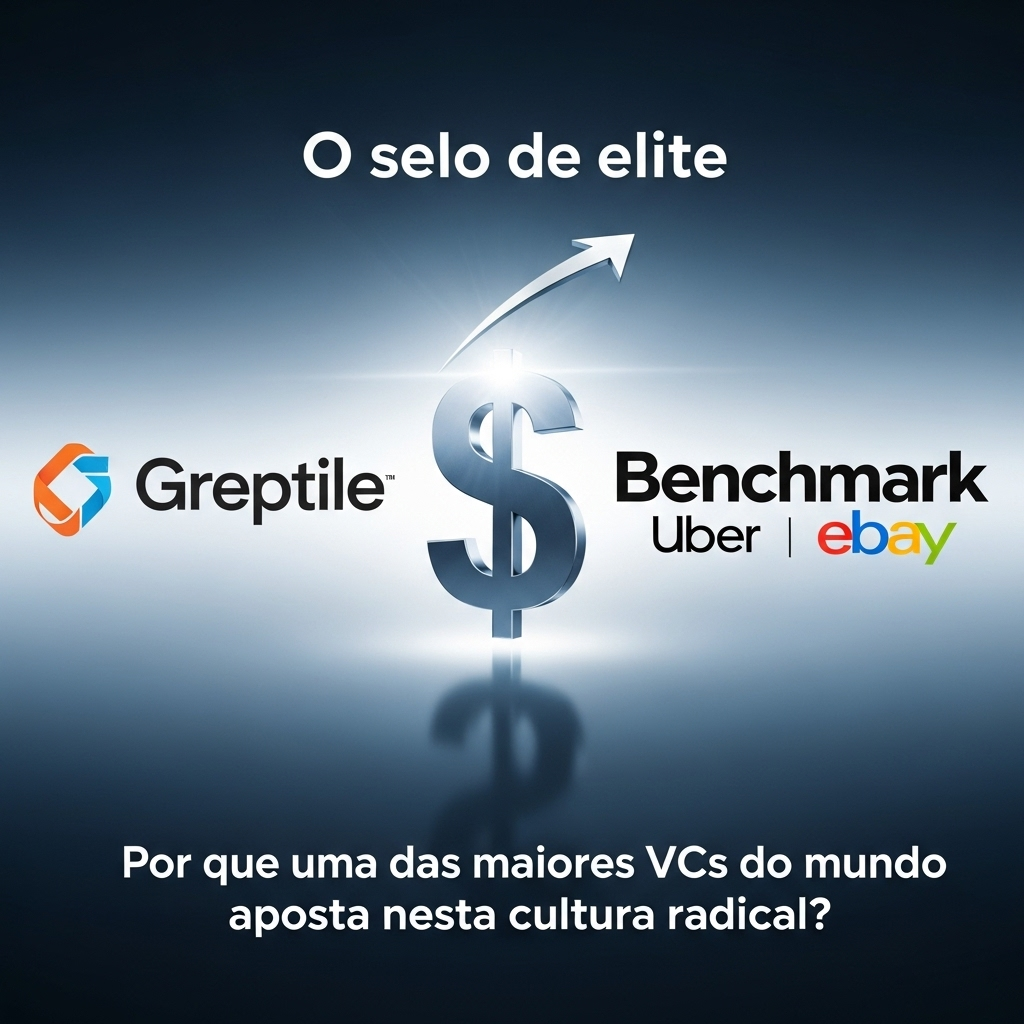 O selo de elite
Greptile™
Benchmark
Uber | ebay
Por que uma das maiores VCs do mundo
aposta nesta cultura radical?